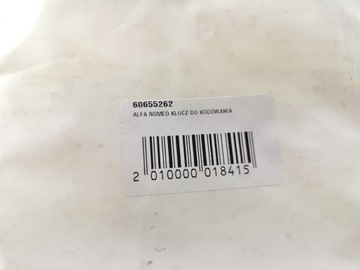 60655262
ALFA ROMEO KLUCZ DO KODOWANIA
2 010000 018415